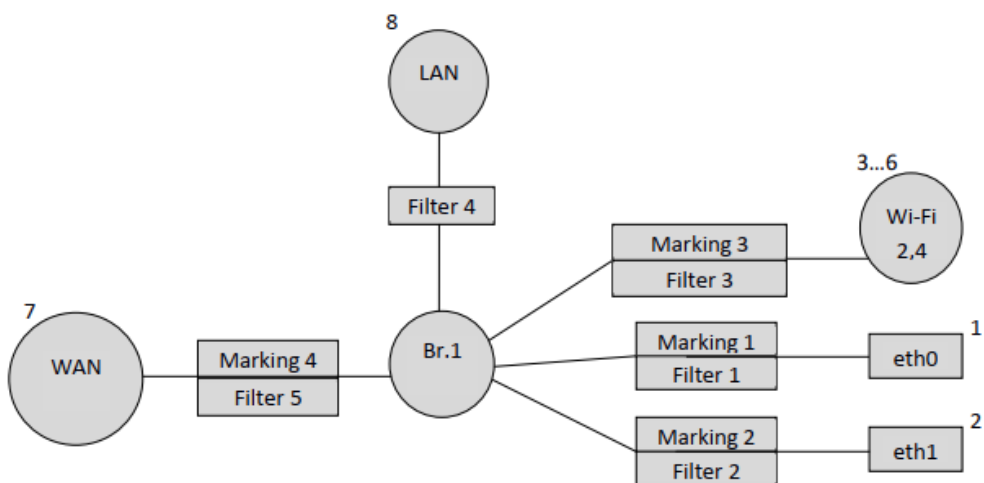 8
LAN
Filter 4
3...6
Wi-Fi
2,4
Marking 3
Filter 3
7
WAN
Marking 4
Filter 5
Br.1
Marking 1
Filter 1
1
eth0
Marking 2
Filter 2
2
eth1